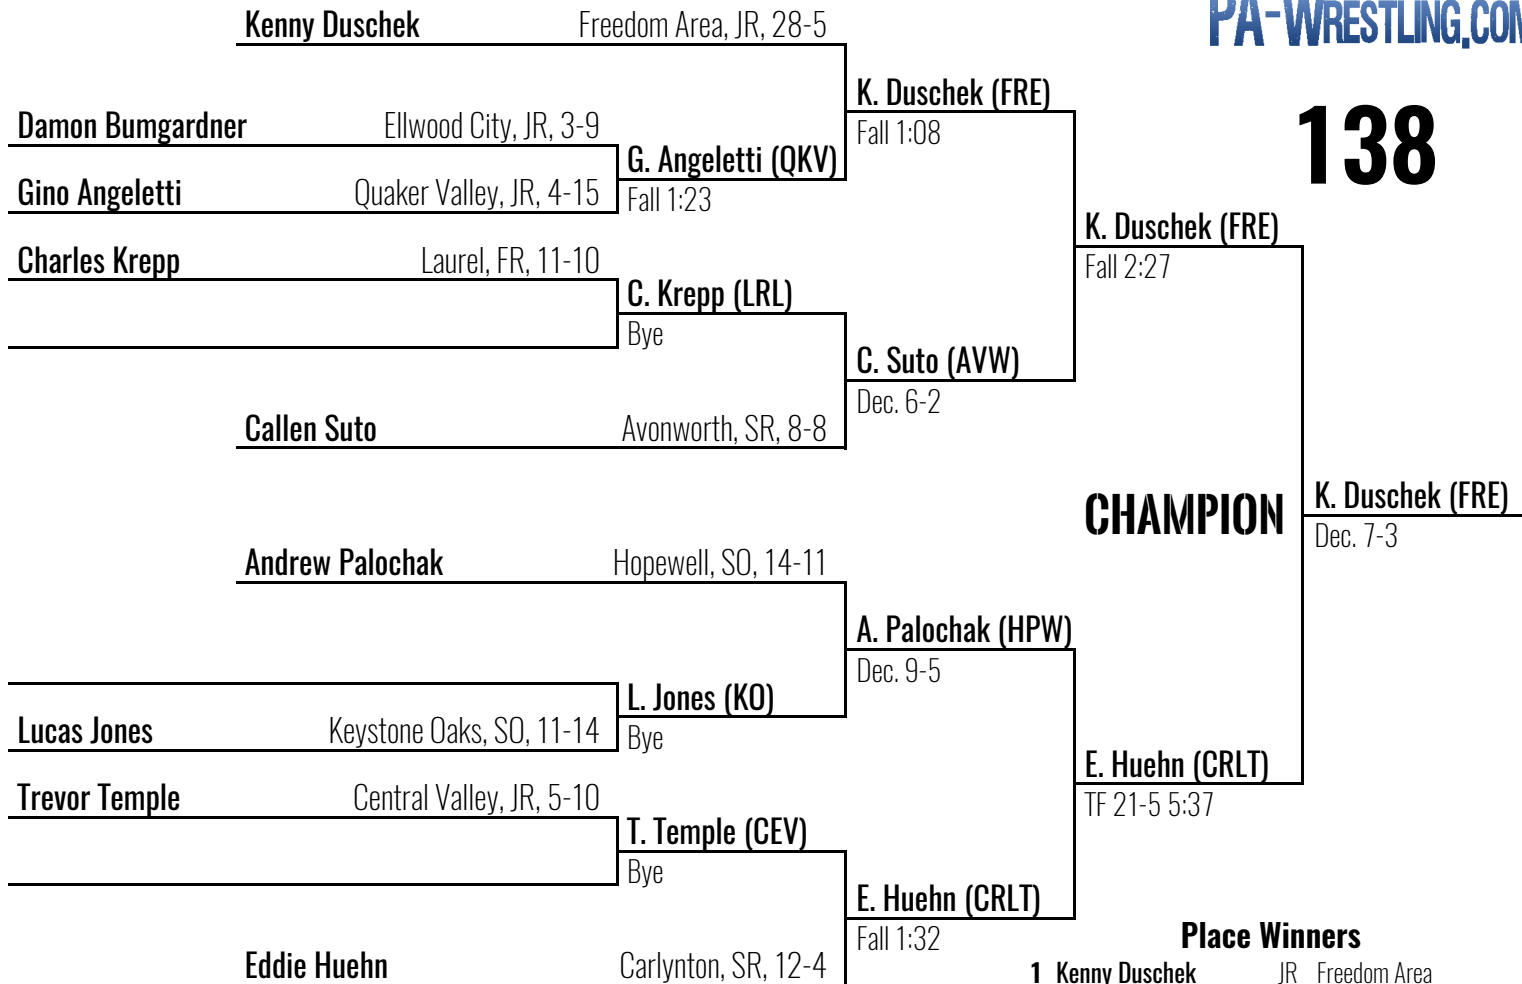 PA-WRESTLING.COM
138
Kenny Duschek Freedom Area, JR, 28-5
K. Duschek (FRE)
Fall 1:08
Damon Bumgardner Ellwood City, JR, 3-9
G. Angeletti (QKV)
Gino Angeletti Quaker Valley, JR, 4-15
Fall 1:23
K. Duschek (FRE)
Fall 2:27
Charles Krepp Laurel, FR, 11-10
C. Krepp (LRL)
Bye
C. Suto (AVW)
Dec. 6-2
Callen Suto Avonworth, SR, 8-8
CHAMPION
K. Duschek (FRE)
Dec. 7-3
Andrew Palochak Hopewell, SO, 14-11
A. Palochak (HPW)
Dec. 9-5
L. Jones (KO)
Lucas Jones Keystone Oaks, SO, 11-14
Bye
E. Huehn (CRLT)
TF 21-5 5:37
Trevor Temple Central Valley, JR, 5-10
T. Temple (CEV)
Bye
E. Huehn (CRLT)
Fall 1:32
Eddie Huehn Carlynton, SR, 12-4
Place Winners
1 Kenny Duschek JR Freedom Area